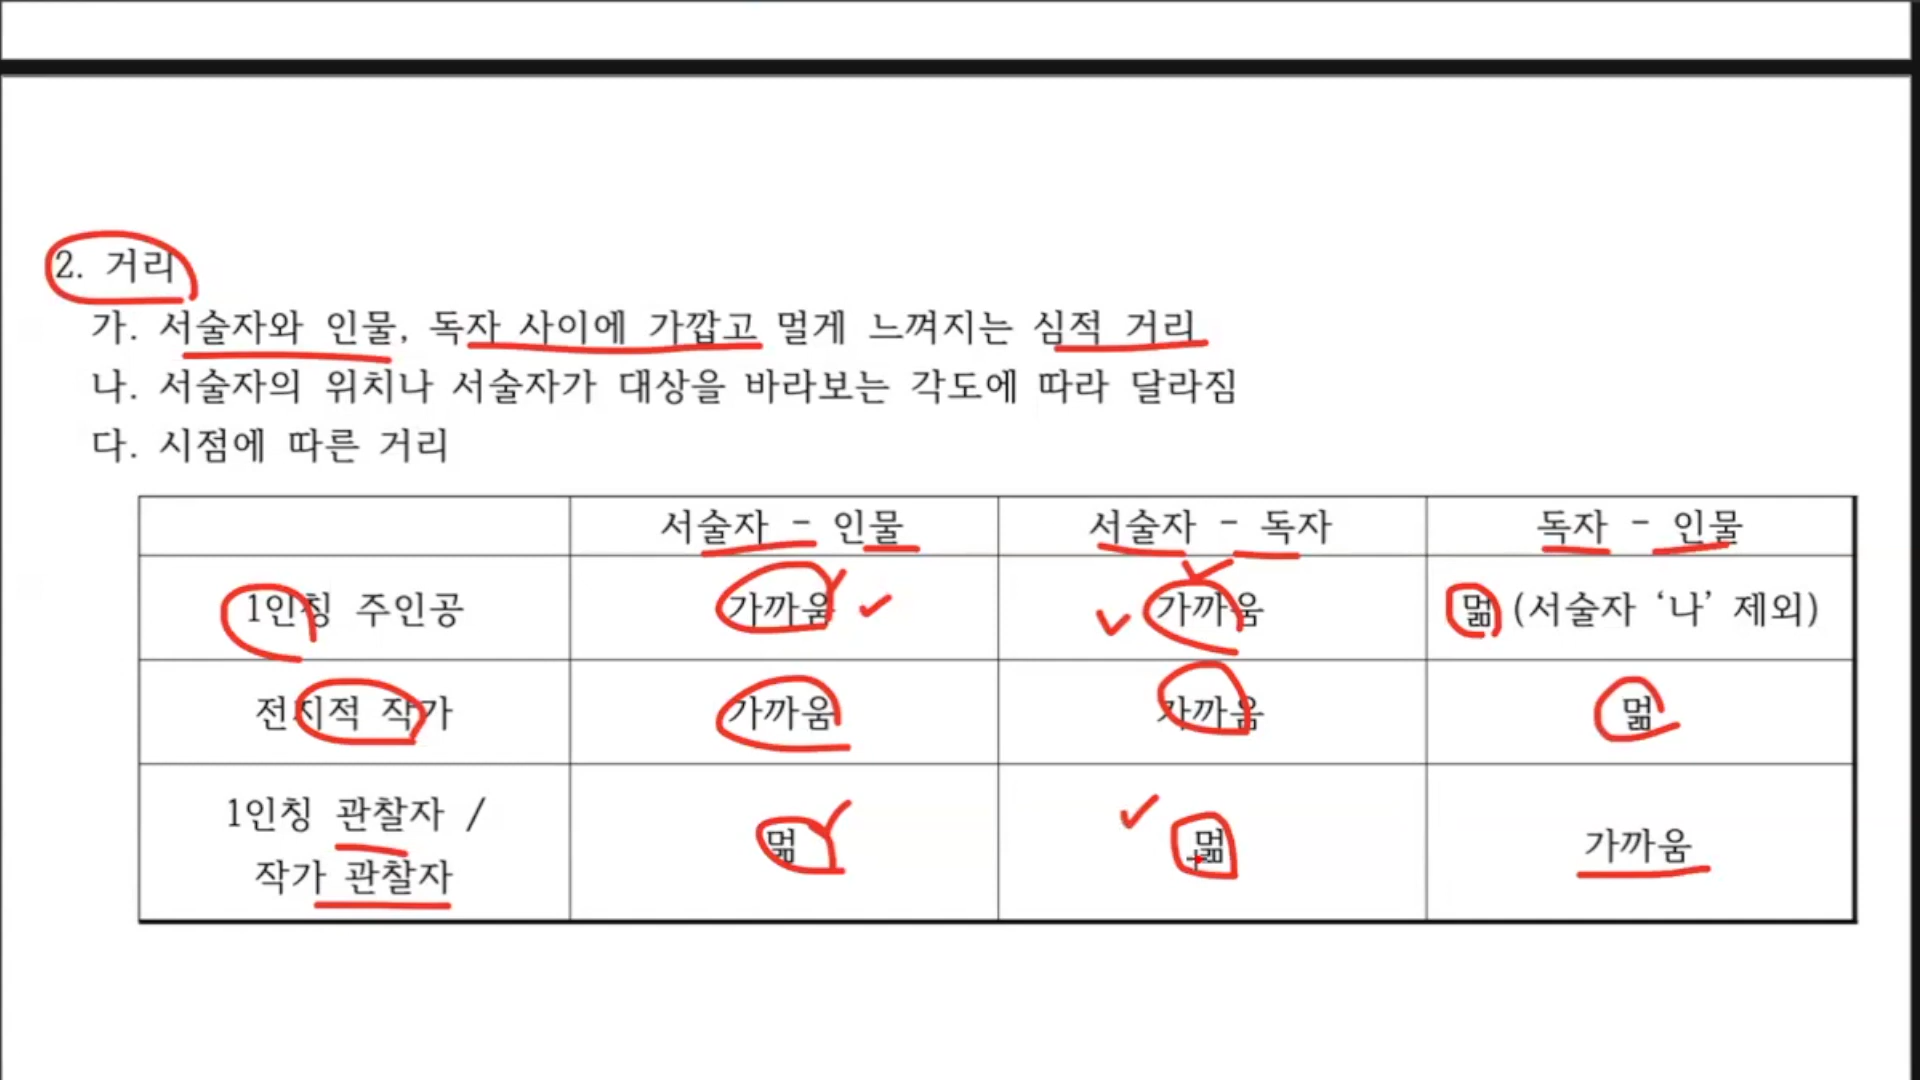 2. 거리
가. 서술자와 인물, 독자 사이에 가깝고 멀게 느껴지는 심적 거리
나. 서술자의 위치나 서술자가 대상을 바라보는 각도에 따라 달라짐
다. 시점에 따른 거리
서술자 - 인물 서술자 - 독자 독자 - 인물
1인칭 주인공 가까움 가까움 멂 (서술자 ‘나’ 제외)
전지적 작가 가까움 가까움 멂
1인칭 관찰자 /
작가 관찰자 멂 멂 가까움